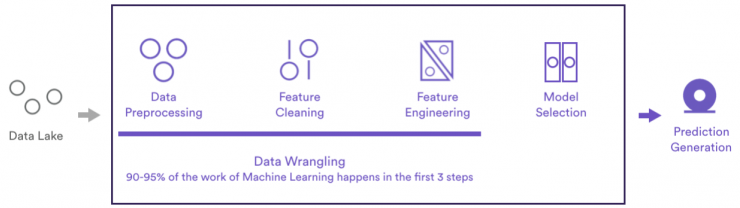 Data Lake
Data
Preprocessing
Feature
Cleaning
Feature
Engineering
Model
Selection
Prediction
Generation
Data Wrangling
90-95% of the work of Machine Learning happens in the first 3 steps